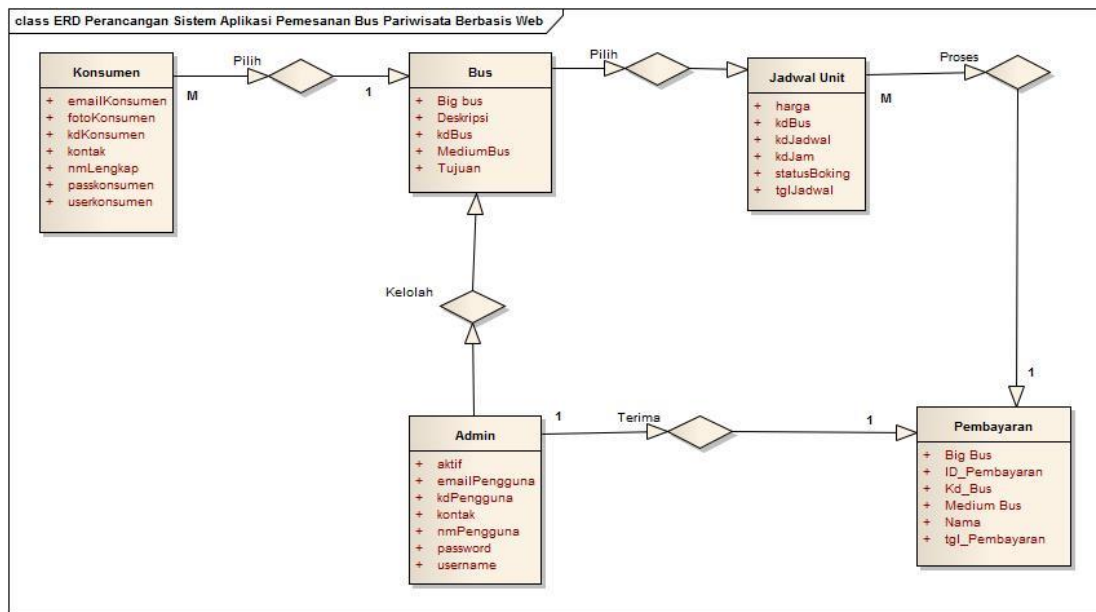 class ERD Perancangan Sistem Aplikasi Pemesanan Bus Pariwisata Berbasis Web
Konsumen
+ emailKonsumen
+ fotoKonsumen
+ kdKonsumen
+ kontak
+ nmLengkap
+ passkonsumen
+ userkonsumen
Pilih
M
1
Bus
+ Big bus
+ Deskripsi
+ kdBus
+ MediumBus
+ Tujuan
Pilih
Jadwal Unit
+ harga
+ kdBus
+ kdJadwal
+ kdJam
+ statusBoking
+ tglJadwal
Proses
M
1
Kelolah
Admin
+ aktif
+ emailPengguna
+ kdPengguna
+ kontak
+ nmPengguna
+ password
+ username
1
Terima
1
Pembayaran
+ Big Bus
+ ID_Pembayaran
+ Kd_Bus
+ Medium Bus
+ Nama
+ tgl_Pembayaran